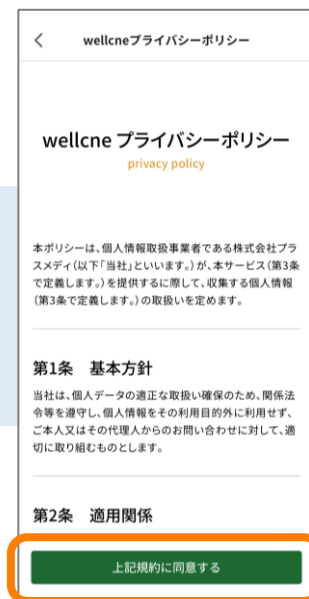 wellcneプライバシーポリシー
wellcne プライバシーポリシー
privacy policy
本ポリシーは、個人情報取扱事業者である株式会社プラ
スメディ(以下「当社」といいます。)が、本サービス(第3条
で定義します。)を提供するに際して、収集する個人情報
(第3条で定義します。)の取扱いを定めます。
第1条 基本方針
当社は、個人データの適正な取扱い確保のため、関係法
令等を遵守し、個人情報をその利用目的外に利用せず、
ご本人又はその代理人からのお問い合わせに対して、適
切に取り組むものとします。
第2条 適用関係
上記規約に同意する